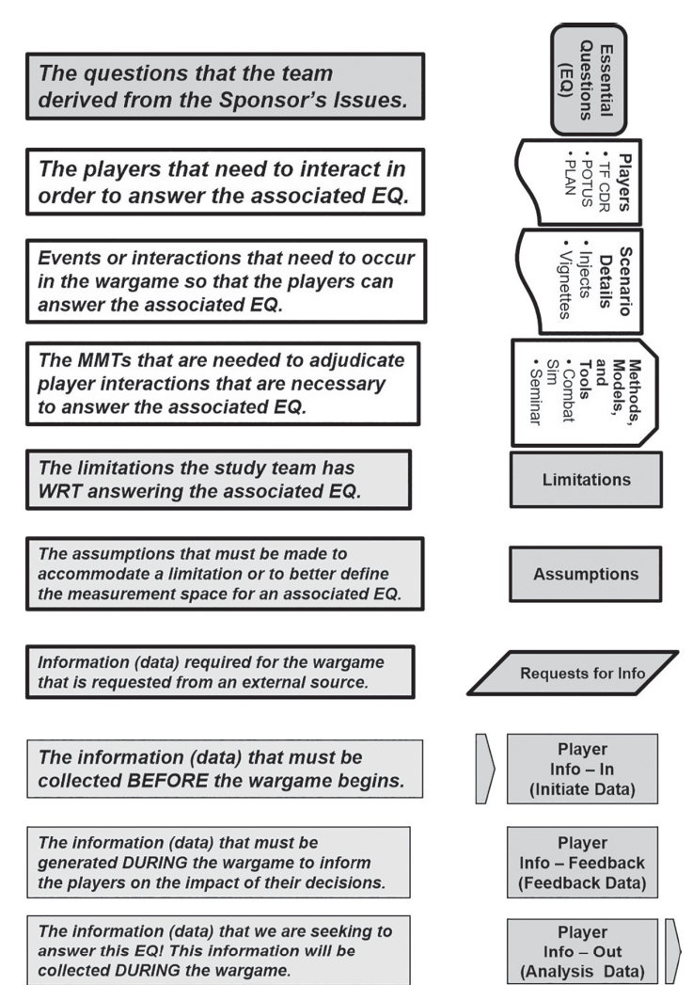 The questions that the team
derived from the Sponsor's Issues.
Essential
Questions
(EQ)
The players that need to interact in
order to answer the associated EQ.
Players
• TF CDR
• POTUS
• PLAN
Events or interactions that need to occur
in the wargame so that the players can
answer the associated EQ.
Scenario
Details
• Injects
• Vignettes
The MMTs that are needed to adjudicate
player interactions that are necessary
to answer the associated EQ.
Methods,
Models,
and
Tools
• Combat
Sim
• Seminar
The limitations the study team has
WRT answering the associated EQ.
Limitations
The assumptions that must be made to
accommodate a limitation or to better define
the measurement space for an associated EQ.
Assumptions
Information (data) required for the wargame
that is requested from an external source.
Requests for Info
The information (data) that must be
collected BEFORE the wargame begins.
Player
Info – In
(Initiate Data)
The information (data) that must be
generated DURING the wargame to inform
the players on the impact of their decisions.
Player
Info – Feedback
(Feedback Data)
The information (data) that we are seeking to
answer this EQ! This information will be
collected DURING the wargame.
Player
Info – Out
(Analysis Data)